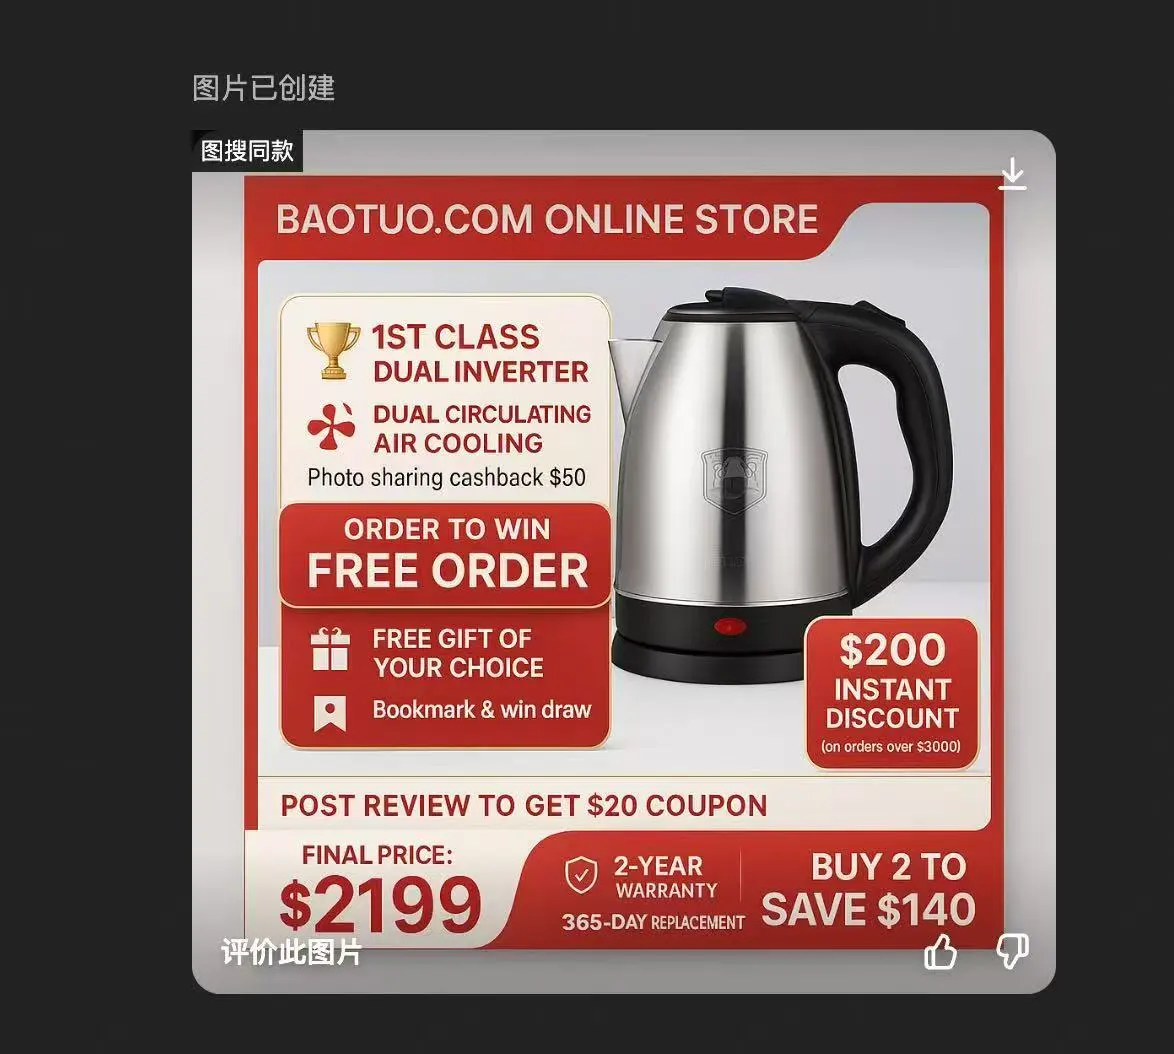 图片已创建
图搜同款
BAOTUO.COM ONLINE STORE
1ST CLASS
DUAL INVERTER
DUAL CIRCULATING
AIR COOLING
Photo sharing cashback $50
ORDER TO WIN
FREE ORDER
FREE GIFT OF
YOUR CHOICE
Bookmark & win draw
$200
INSTANT
DISCOUNT
(on orders over $3000)
POST REVIEW TO GET $20 COUPON
FINAL PRICE:
$2199
2-YEAR
WARRANTY
365-DAY REPLACEMENT
BUY 2 TO
SAVE $140
评价此图片